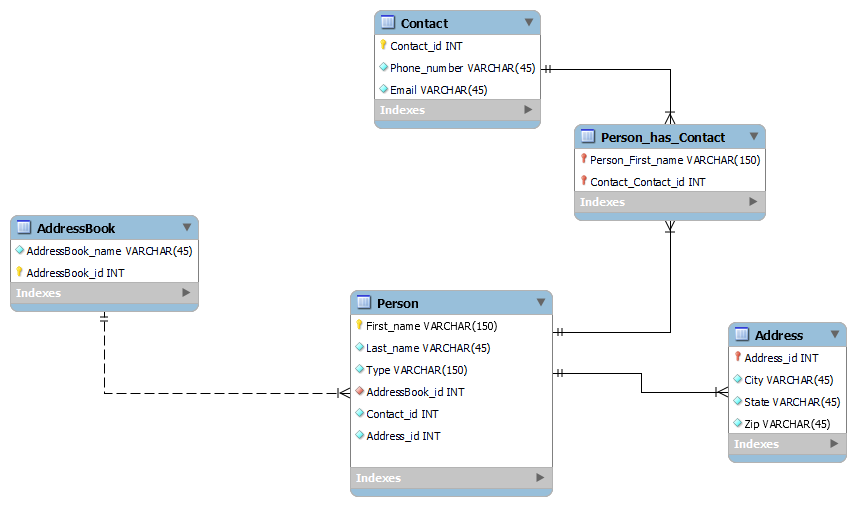 Contact
Contact_id INT
Phone_number VARCHAR(45)
Email VARCHAR(45)
Indexes
Person_has_Contact
Person_First_name VARCHAR(150)
Contact_Contact_id INT
Indexes
AddressBook
AddressBook_name VARCHAR(45)
AddressBook_id INT
Indexes
Person
First_name VARCHAR(150)
Last_name VARCHAR(45)
Type VARCHAR(150)
AddressBook_id INT
Contact_id INT
Address_id INT
Indexes
Address
Address_id INT
City VARCHAR(45)
State VARCHAR(45)
Zip VARCHAR(45)
Indexes